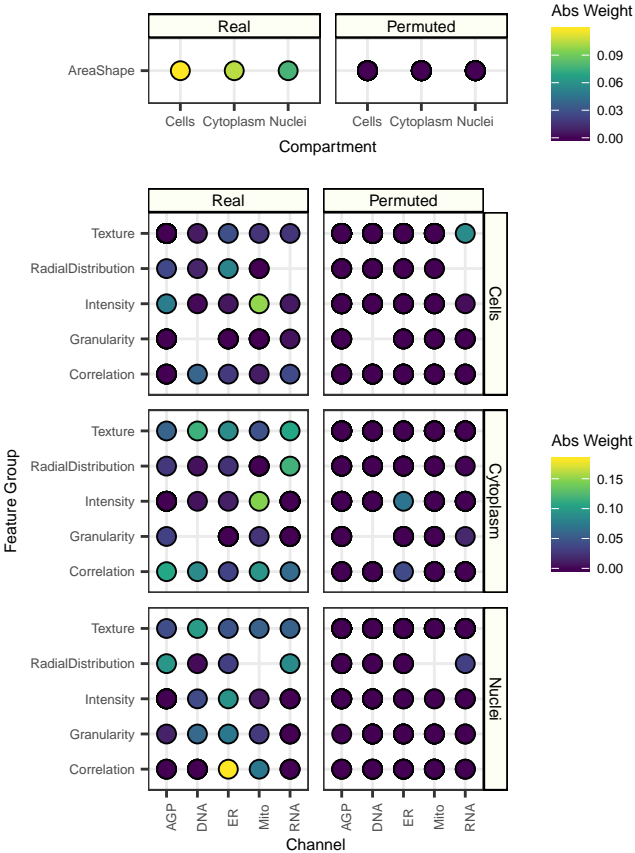 Real
Permuted
AreaShape
Cells
Cytoplasm
Nuclei
Cells
Cytoplasm
Nuclei
Compartment
Abs Weight
0.09
0.06
0.03
0.00
Real
Permuted
Feature Group
Texture
RadialDistribution
Intensity
Granularity
Correlation
Cells
Texture
RadialDistribution
Intensity
Granularity
Correlation
Cytoplasm
Texture
RadialDistribution
Intensity
Granularity
Correlation
Nuclei
AGP
DNA
ER
Mito
RNA
AGP
DNA
ER
Mito
RNA
Channel
Abs Weight
0.15
0.10
0.05
0.00